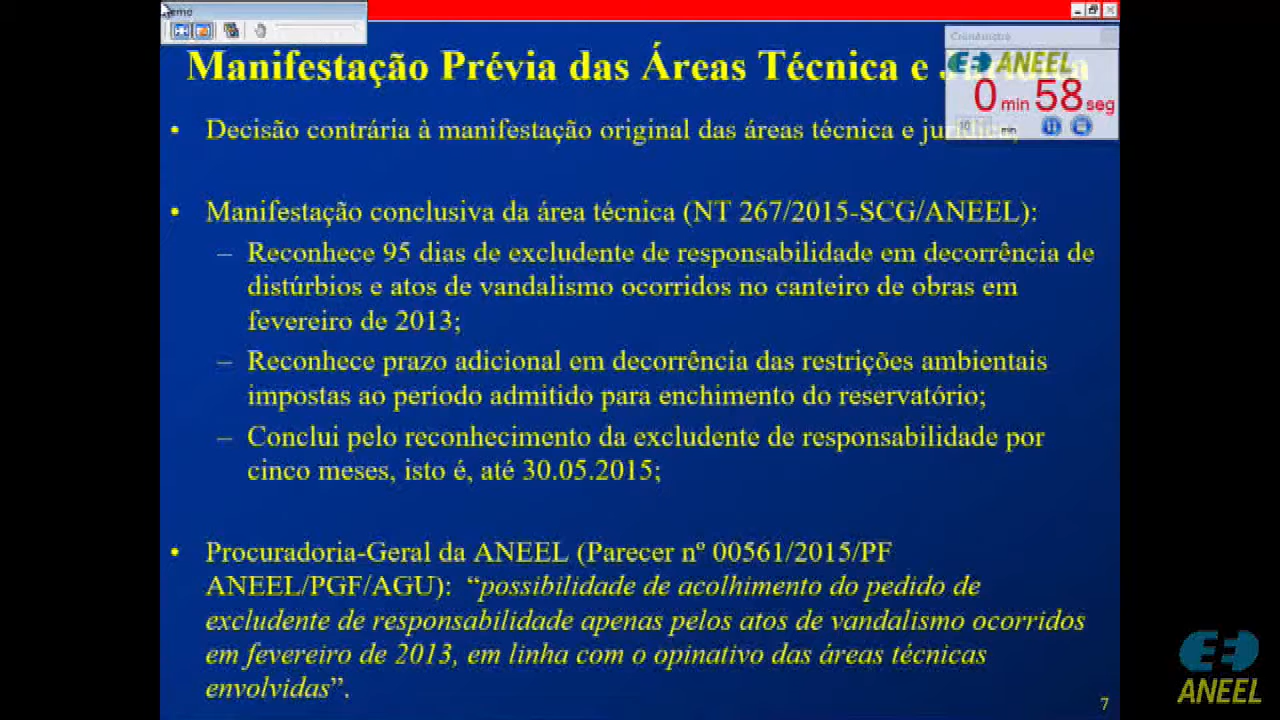 emo
Cronômetro
ANEEL
0 min 58 seg
10 min
Manifestação Prévia das Áreas Técnica e
• Decisão contrária à manifestação original das áreas técnica e jurídica;
• Manifestação conclusiva da área técnica (NT 267/2015-SCG/ANEEL):
– Reconhece 95 dias de excludente de responsabilidade em decorrência de
distúrbios e atos de vandalismo ocorridos no canteiro de obras em
fevereiro de 2013;
– Reconhece prazo adicional em decorrência das restrições ambientais
impostas ao período admitido para enchimento do reservatório;
– Conclui pelo reconhecimento da excludente de responsabilidade por
cinco meses, isto é, até 30.05.2015;
• Procuradoria-Geral da ANEEL (Parecer nº 00561/2015/PF
ANEEL/PGF/AGU): “possibilidade de acolhimento do pedido de
excludente de responsabilidade apenas pelos atos de vandalismo ocorridos
em fevereiro de 2013, em linha com o opinativo das áreas técnicas
envolvidas”.
7
ANEEL